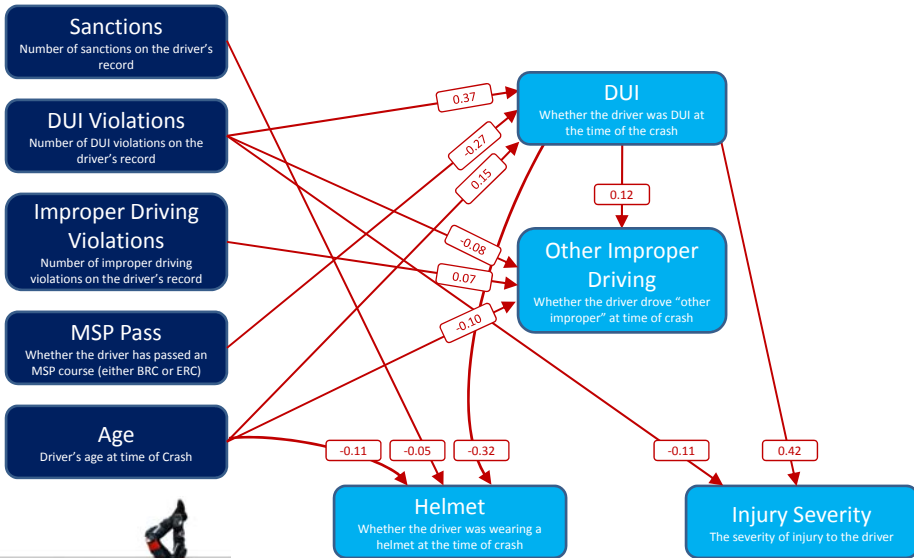 Sanctions
Number of sanctions on the driver's
record
DUI Violations
Number of DUI violations on the
driver's record
Improper Driving
Violations
Number of improper driving
violations on the driver's record
MSP Pass
Whether the driver has passed an
MSP course (either BRC or ERC)
Age
Driver's age at time of Crash
0.37
-0.27
0.15
DUI
Whether the driver was DUI at
the time of the crash
0.12
-0.08
0.07
-0.10
Other Improper
Driving
Whether the driver drove “other
improper” at time of crash
-0.11
-0.05
-0.32
-0.11
0.42
Helmet
Whether the driver was wearing a
helmet at the time of crash
Injury Severity
The severity of injury to the driver